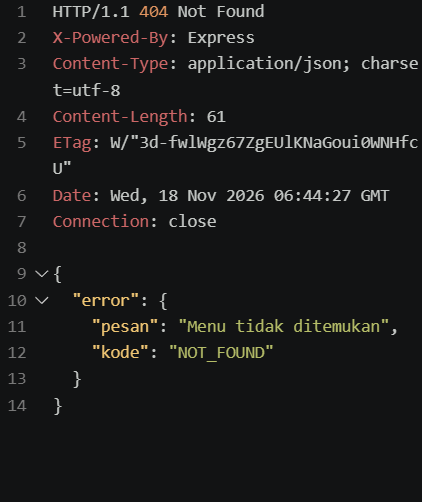 1 HTTP/1.1 404 Not Found
2 X-Powered-By: Express
3 Content-Type: application/json; charse
t=utf-8
4 Content-Length: 61
5 ETag: W/"3d-fwlWgz67ZgEUlKNaGoui0WNHfc
U"
6 Date: Wed, 18 Nov 2026 06:44:27 GMT
7 Connection: close
8
9 {
10 "error": {
11 "pesan": "Menu tidak ditemukan",
12 "kode": "NOT_FOUND"
13 }
14 }